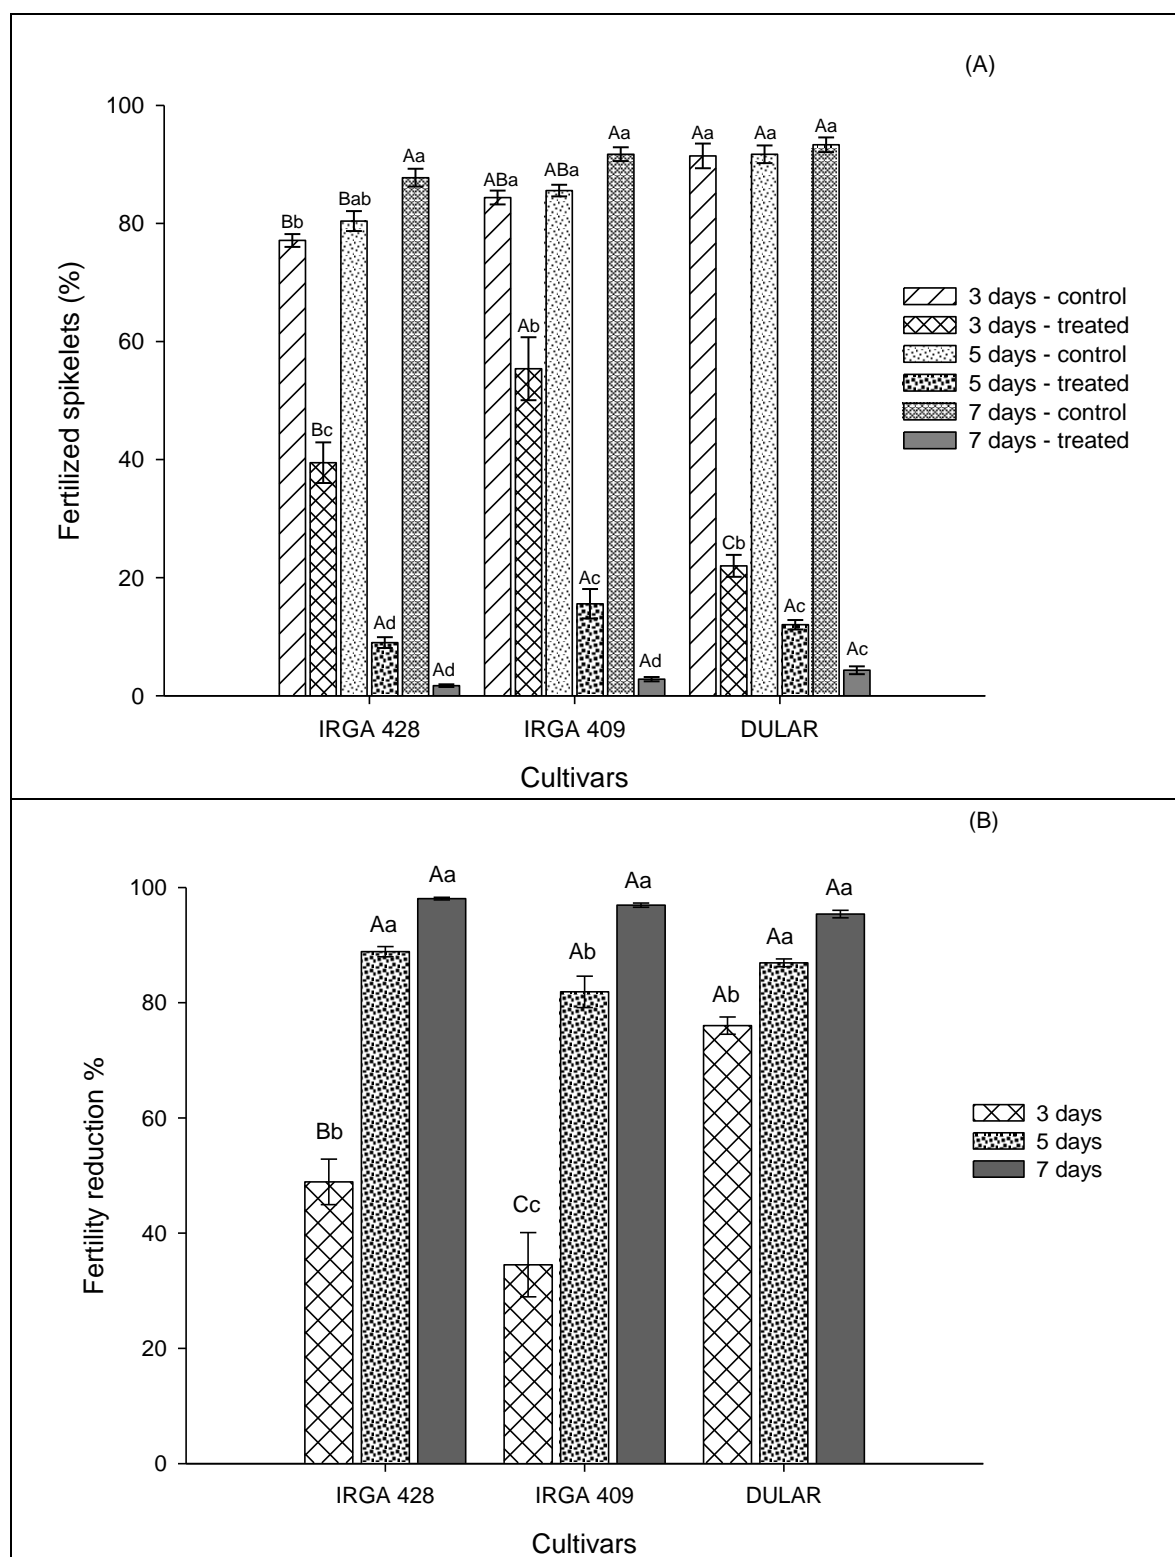 (A)
100
80
60
40
20
0
Fertilized spikelets (%)
Bb
Bc
Bab
Ad
Aa
Ad
ABa
Ab
ABa
Ac
Aa
Ad
Aa
Cb
Aa
Ac
Aa
Ac
3 days - control
3 days - treated
5 days - control
5 days - treated
7 days - control
7 days - treated
IRGA 428
IRGA 409
DULAR
Cultivars
(B)
100
80
60
40
20
0
Fertility reduction %
Bb
Aa
Aa
Cc
Ab
Aa
Ab
Aa
Aa
3 days
5 days
7 days
IRGA 428
IRGA 409
DULAR
Cultivars